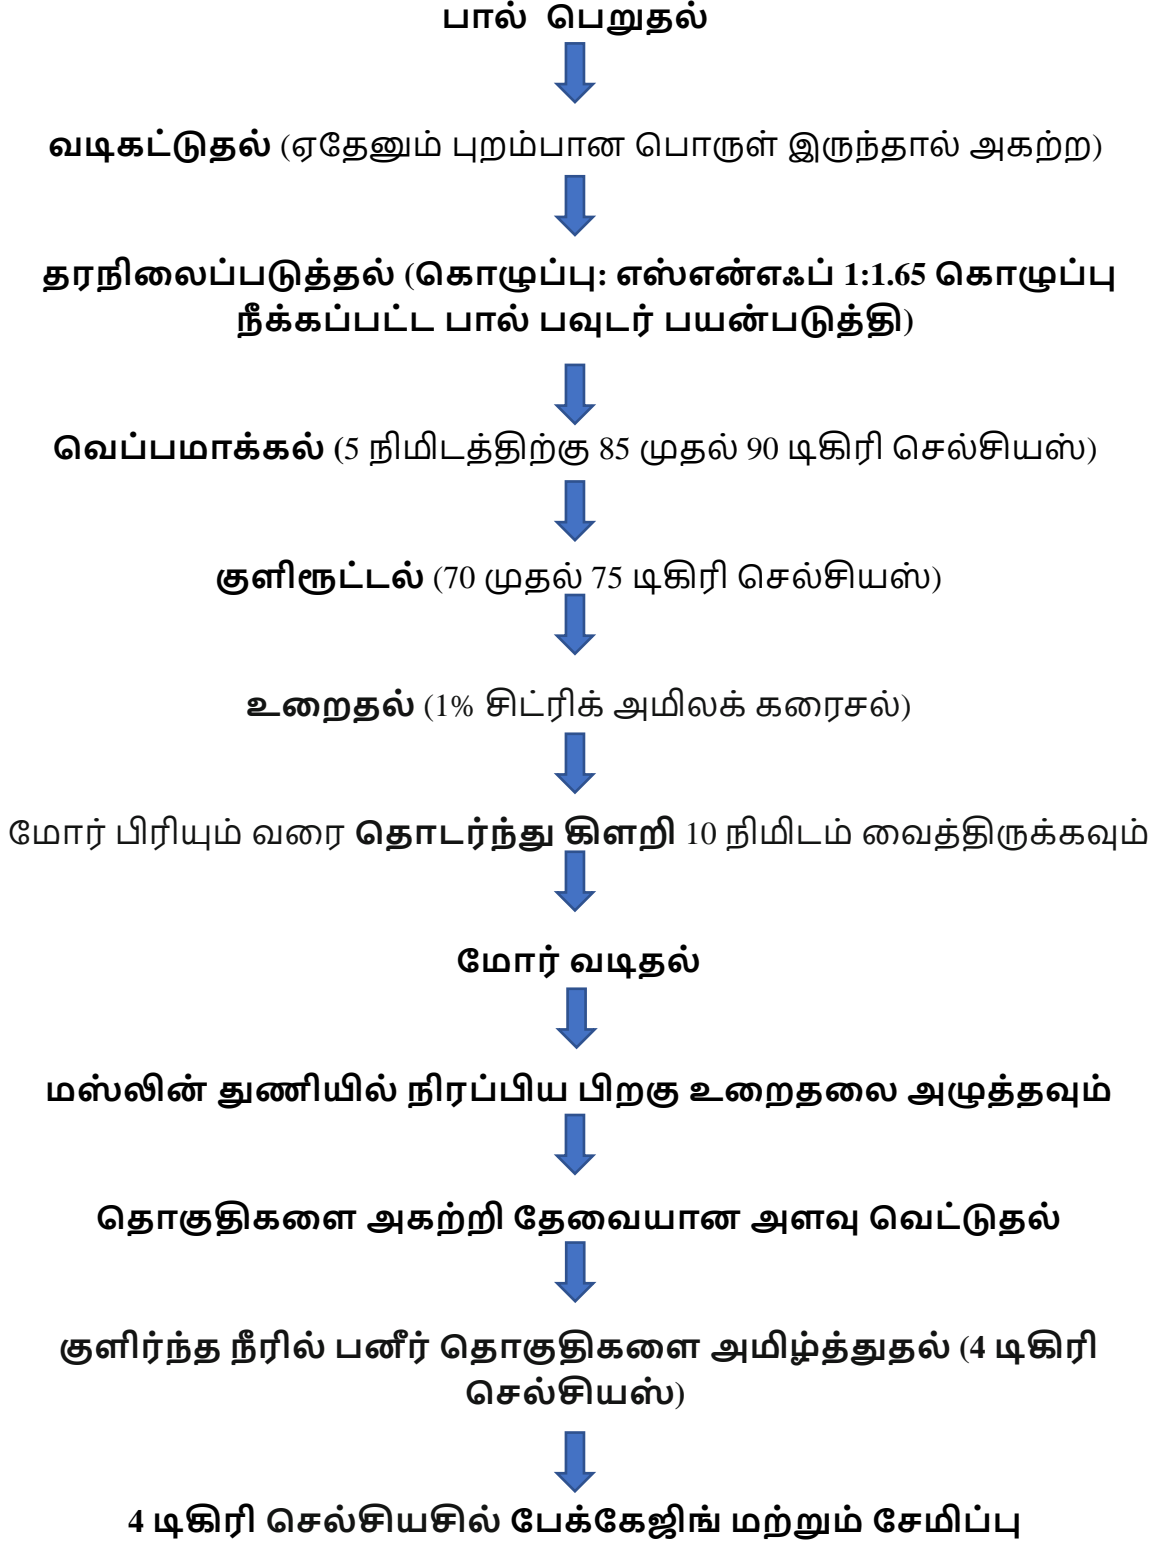 பால் பெறுதல்
வடிகட்டுதல் (ஏதேனும் புறம்பான பொருள் இருந்தால் அகற்ற)
தரநிலைப்படுத்தல் (கொழுப்பு: எஸ்என்எஃப் 1:1.65 கொழுப்பு
நீக்கப்பட்ட பால் பவுடர் பயன்படுத்தி)
வெப்பமாக்கல் (5 நிமிடத்திற்கு 85 முதல் 90 டிகிரி செல்சியஸ்)
குளிரூட்டல் (70 முதல் 75 டிகிரி செல்சியஸ்)
உறைதல் (1% சிட்ரிக் அமிலக் கரைசல்)
மோர் பிரியும் வரை தொடர்ந்து கிளறி 10 நிமிடம் வைத்திருக்கவும்
மோர் வடிதல்
மஸ்லின் துணியில் நிரப்பிய பிறகு உறைதலை அழுத்தவும்
தொகுதிகளை அகற்றி தேவையான அளவு வெட்டுதல்
குளிர்ந்த நீரில் பனீர் தொகுதிகளை அமிழ்த்துதல் (4 டிகிரி
செல்சியஸ்)
4 டிகிரி செல்சியசில் பேக்கேஜிங் மற்றும் சேமிப்பு